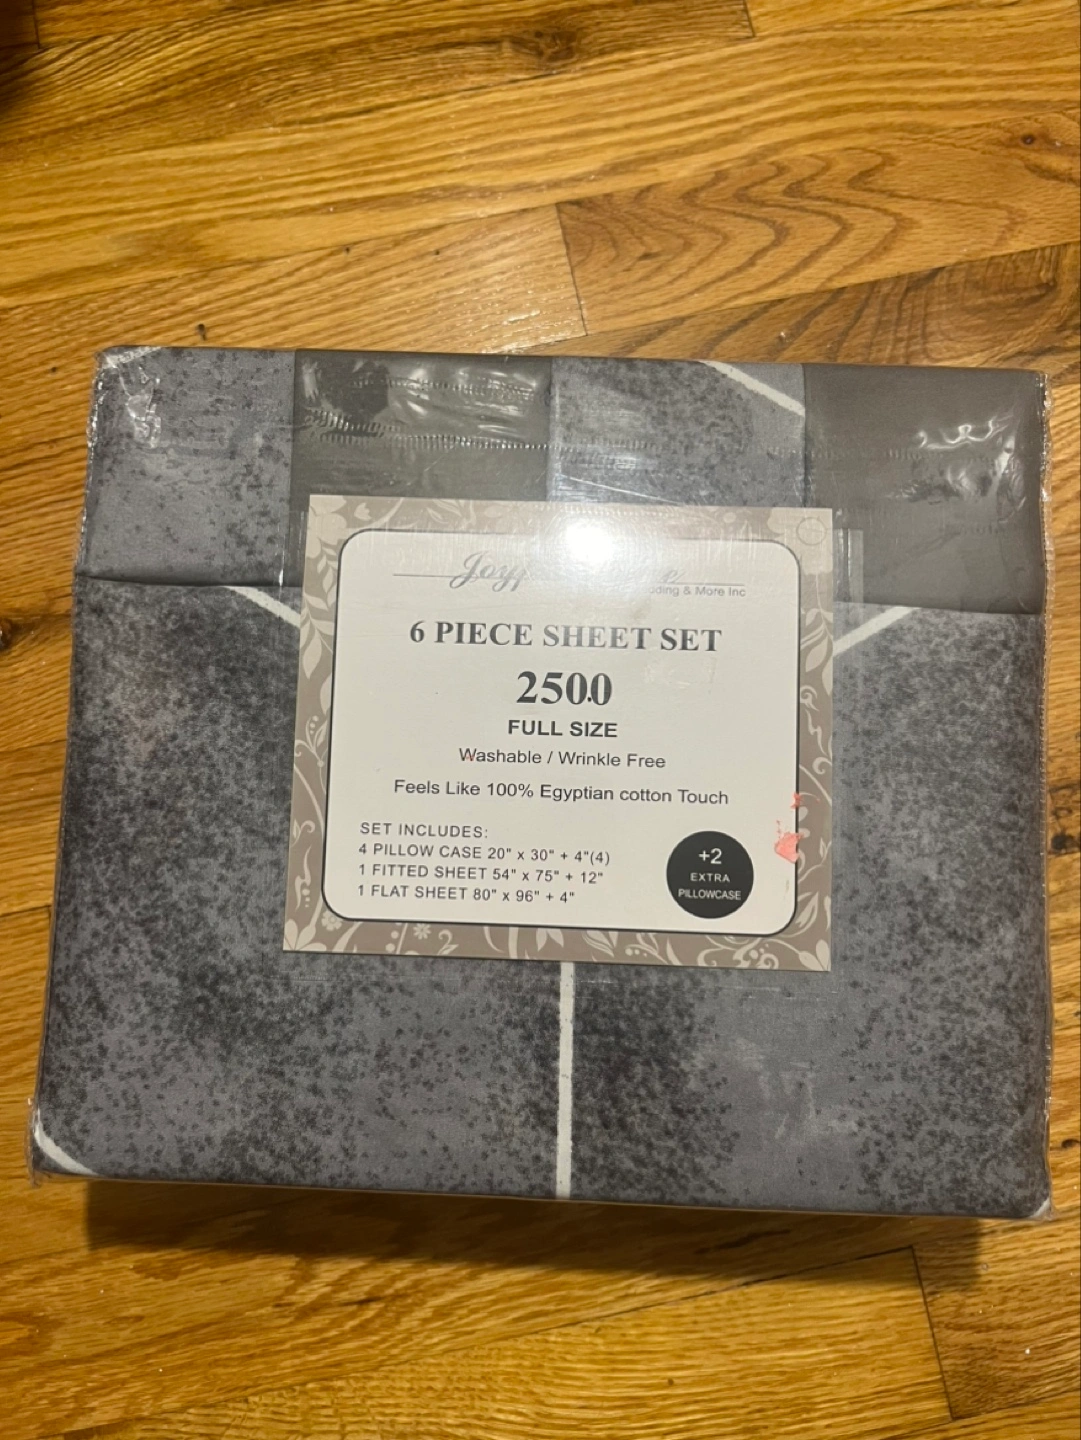 6 PIECE SHEET SET
2500
FULL SIZE
Washable / Wrinkle Free
Feels Like 100% Egyptian cotton Touch
SET INCLUDES:
4 PILLOW CASE 20" x 30" + 4"(4)
1 FITTED SHEET 54" x 75" + 12"
1 FLAT SHEET 80" x 96" + 4"
+2
EXTRA
PILLOWCASE
& More Inc